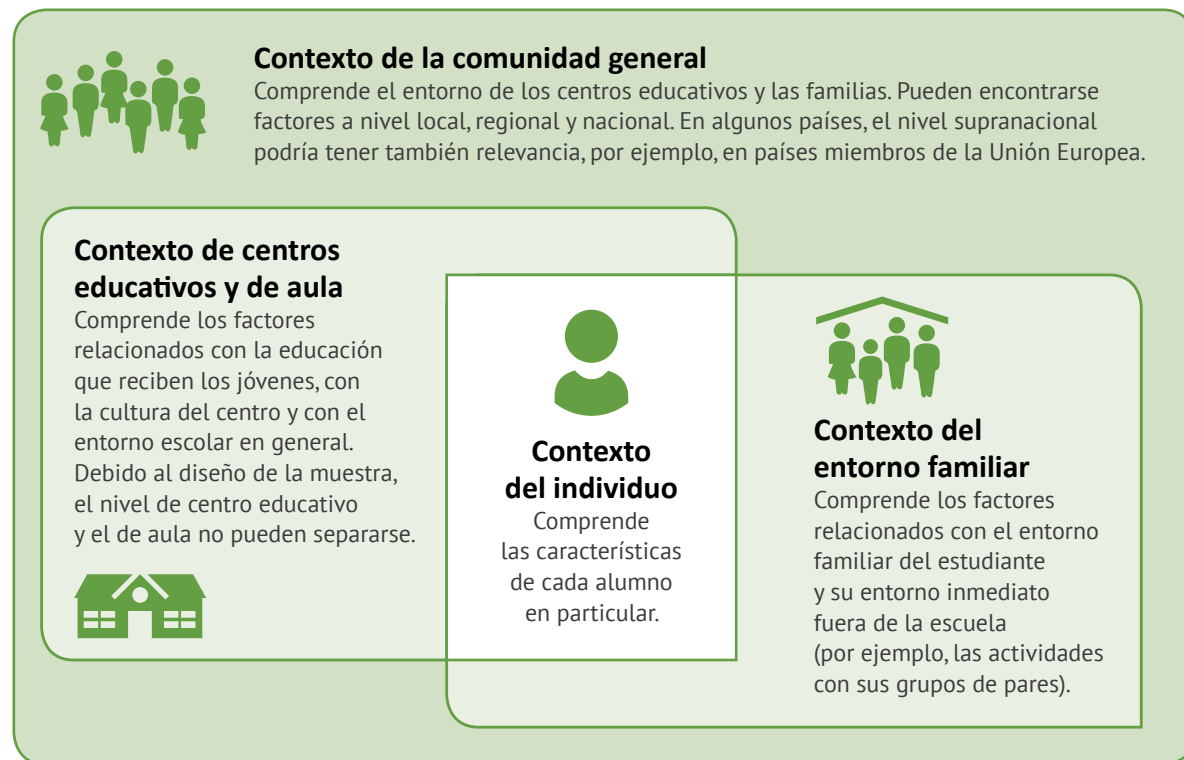 Contexto de la comunidad general
Comprende el entorno de los centros educativos y las familias. Pueden encontrarse
factores a nivel local, regional y nacional. En algunos países, el nivel supranacional
podría tener también relevancia, por ejemplo, en países miembros de la Unión Europea.
Contexto de centros
educativos y de aula
Comprende los factores
relacionados con la educación
que reciben los jóvenes, con
la cultura del centro y con el
entorno escolar en general.
Debido al diseño de la muestra,
el nivel de centro educativo
y el de aula no pueden separarse.
Contexto
del individuo
Comprende
las características
de cada alumno
en particular.
Contexto del
entorno familiar
Comprende los factores
relacionados con el entorno
familiar del estudiante
y su entorno inmediato
fuera de la escuela
(por ejemplo, las actividades
con sus grupos de pares).